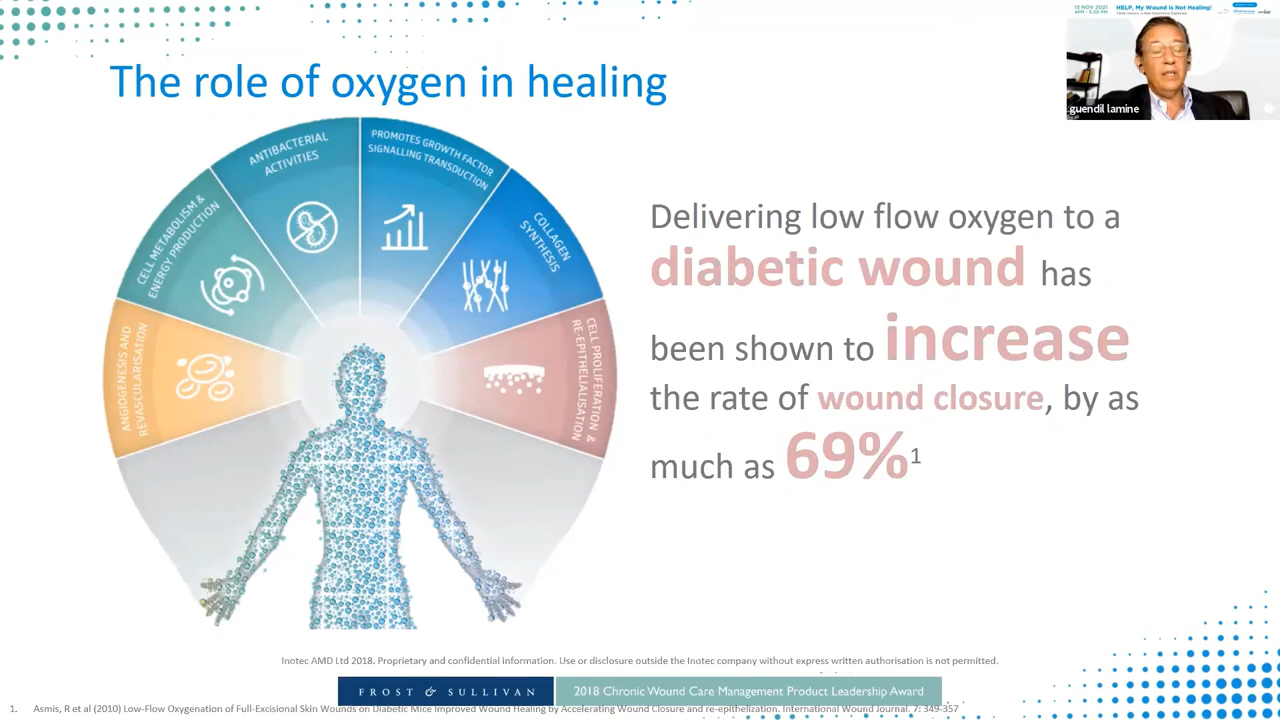 13 NOV 2021
HELP, My Wound is Not Healing!
guendil lamine
The role of oxygen in healing
ANGIOGENESIS AND
REVASCULARISATION
CELL METABOLISM &
ENERGY PRODUCTION
ANTIBACTERIAL
ACTIVITIES
PROMOTES GROWTH FACTOR
SIGNALLING TRANSDUCTION
COLLAGEN
SYNTHESIS
CELL PROLIFERATION &
RE-EPITHELIALISATION
Delivering low flow oxygen to a
diabetic wound has
been shown to increase
the rate of wound closure, by as
much as 69%1
Inotec AMD Ltd 2018. Proprietary and confidential information. Use or disclosure outside the Inotec company without express written authorisation is not permitted.
FROST & SULLIVAN 2018 Chronic Wound Care Management Product Leadership Award
1. Asmis, R et al (2010) Low-Flow Oxygenation of Full-Excisional Skin Wounds on Diabetic Mice Improved Wound Healing by Accelerating Wound Closure and re-epithelization. International Wound Journal. 7: 349-357